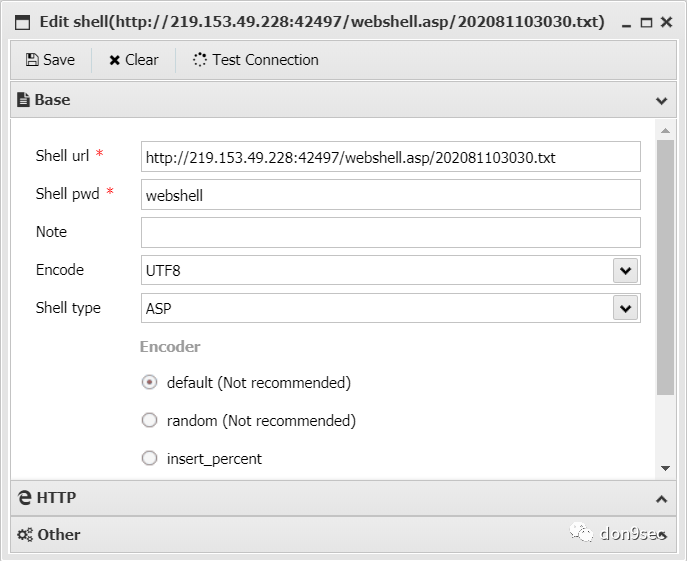 Edit shell(http://219.153.49.228:42497/webshell.asp/202081103030.txt)
Save Clear Test Connection
Base
Shell url * http://219.153.49.228:42497/webshell.asp/202081103030.txt
Shell pwd * webshell
Note
Encode UTF8
Shell type ASP
Encoder
default (Not recommended)
random (Not recommended)
insert_percent
HTTP
Other
don9sec